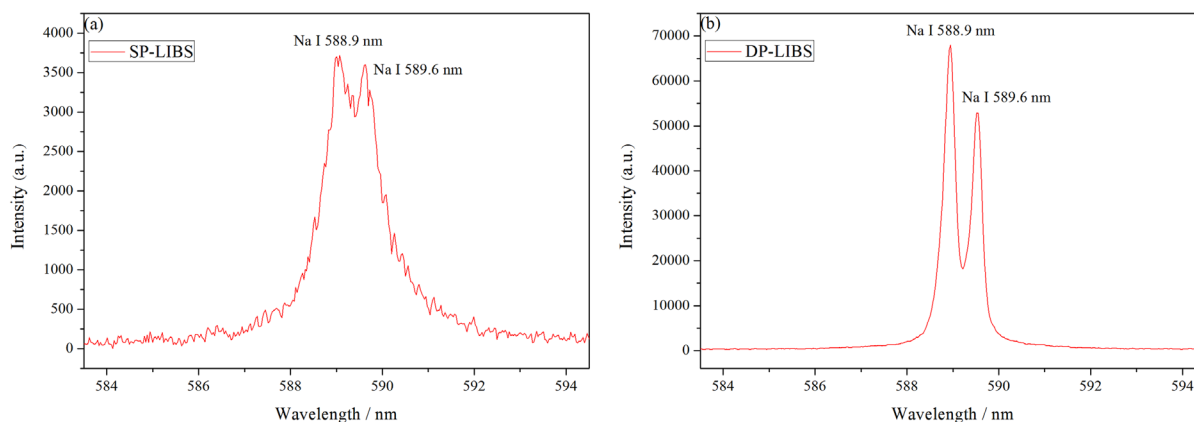 (a)
SP-LIBS
Na I 588.9 nm
Na I 589.6 nm
4000
3500
3000
2500
2000
1500
1000
500
0
Intensity (a.u.)
584
586
588
590
592
594
Wavelength / nm
(b)
DP-LIBS
Na I 588.9 nm
Na I 589.6 nm
70000
60000
50000
40000
30000
20000
10000
0
Intensity (a.u.)
584
586
588
590
592
594
Wavelength / nm